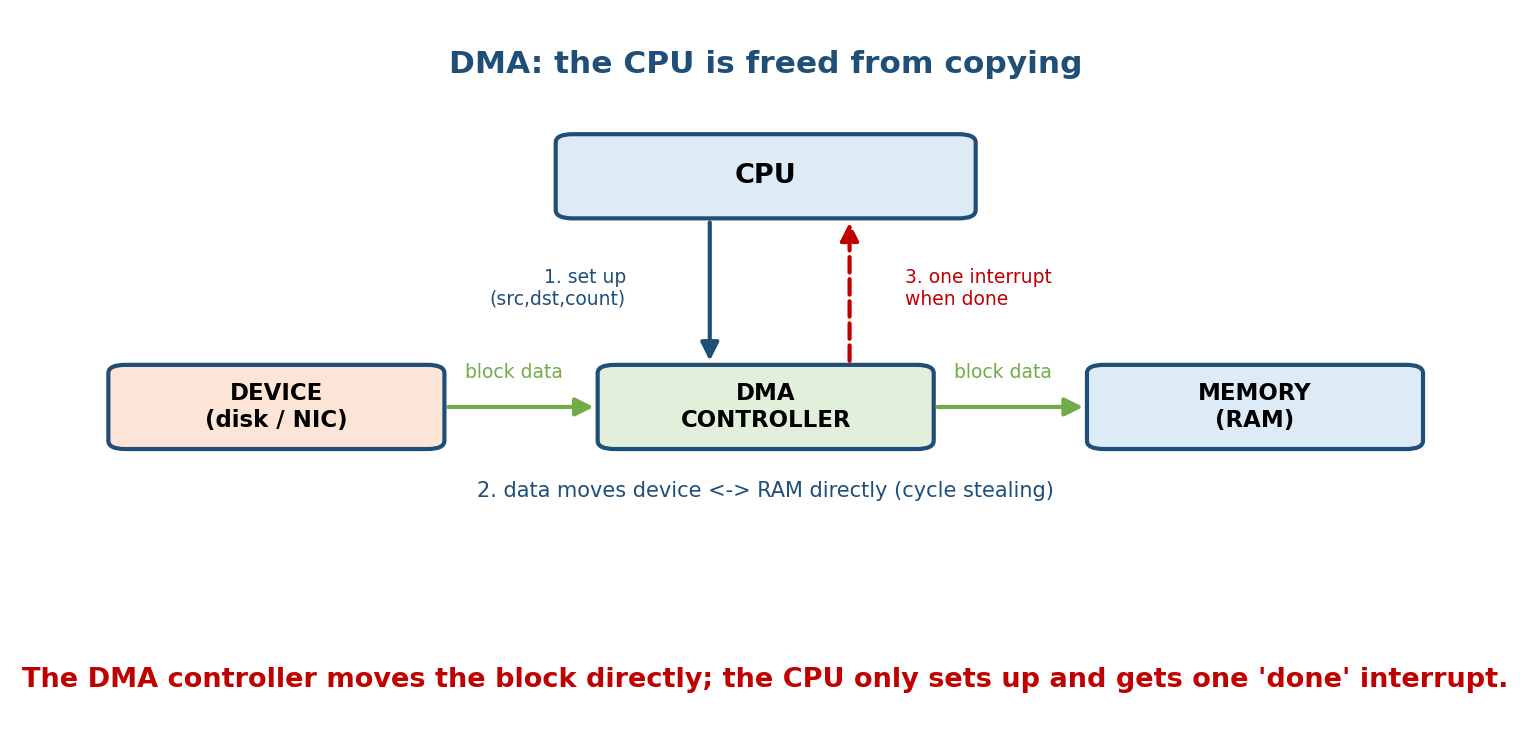 DMA: the CPU is freed from copying
CPU
1. set up
(src,dst,count)
3. one interrupt
when done
DEVICE
(disk / NIC)
block data
DMA
CONTROLLER
block data
MEMORY
(RAM)
2. data moves device <-> RAM directly (cycle stealing)
The DMA controller moves the block directly; the CPU only sets up and gets one 'done' interrupt.